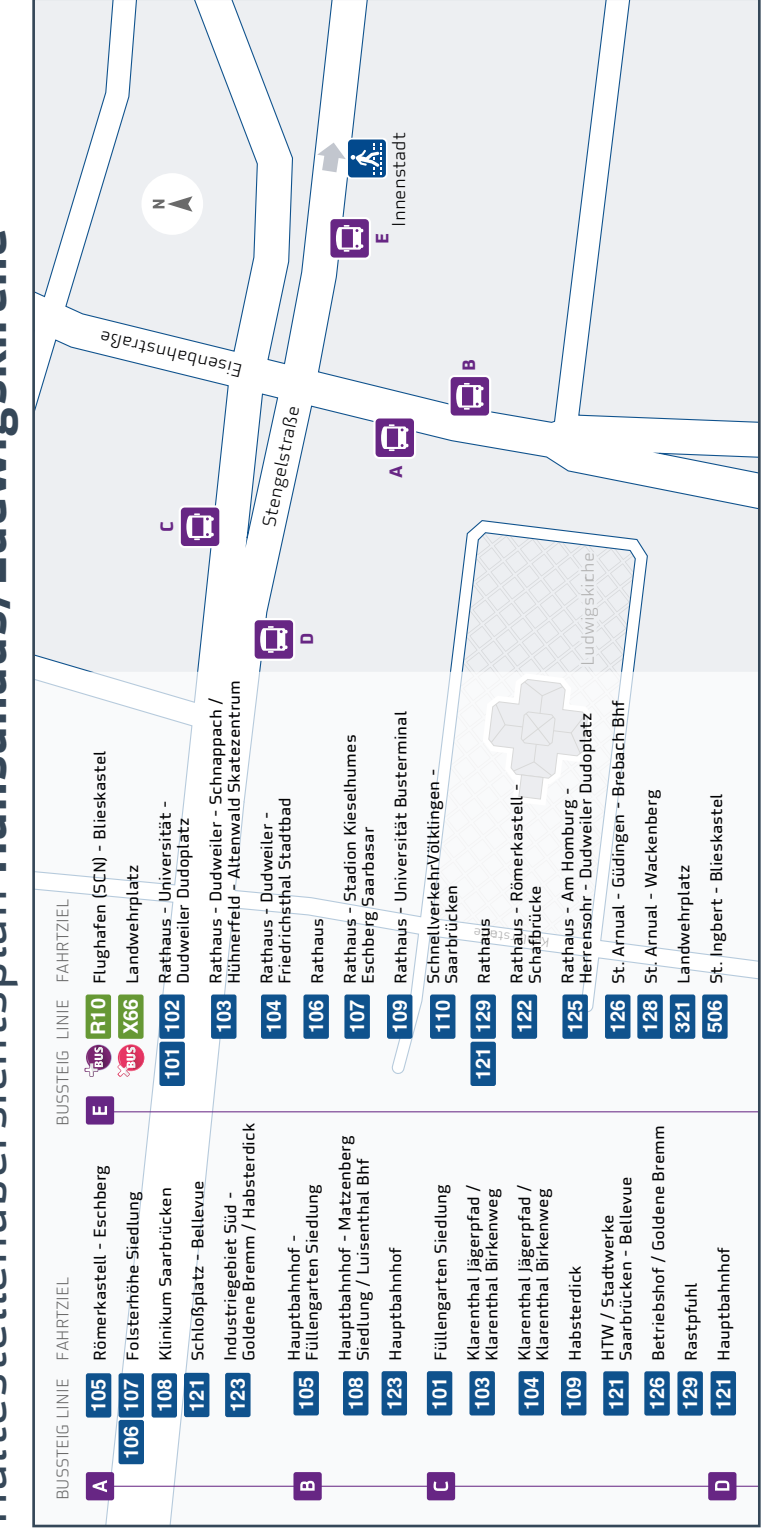 Haltestellenübersichtsplan Hansahaus/Ludwigskirche
BUSSTEIG LINIE FAHRTZIEL
A 105 Römerkastell - Eschberg
106 107 Folsterhöhe Siedlung
108 Klinikum Saarbrücken
121 Schloßplatz - Bellevue
123 Industriegebiet Süd -
Goldene Bremm / Habsterdick
B 105 Hauptbahnhof -
Füllengarten Siedlung
108 Hauptbahnhof - Matzenberg
Siedlung / Luisenthal Bhf
123 Hauptbahnhof
C 101 Füllengarten Siedlung
103 Klarenthal Jägerpfad /
Klarenthal Birkenweg
104 Klarenthal Jägerpfad /
Klarenthal Birkenweg
109 Habsterdick
121 HTW / Stadtwerke
Saarbrücken - Bellevue
126 Betriebshof / Goldene Bremm
129 Rastpfuhl
D 121 Hauptbahnhof
BUSSTEIG LINIE FAHRTZIEL
E +BUS R10 Flughafen (SCN) - Blieskastel
XBUS X66 Landwehrplatz
101 102 Rathaus - Universität -
Dudweiler Dudoplatz
103 Rathaus - Dudweiler - Schnappach /
Hühnerfeld - Altenwald Skatezentrum
104 Rathaus - Dudweiler -
Friedrichsthal Stadtbad
106 Rathaus
107 Rathaus - Stadion Kieselhumes
Eschberg Saarbasar
109 Rathaus - Universität Busterminal
110 SchnellverkehrVölklingen -
Saarbrücken
121 129 Rathaus
122 Rathaus - Römerkastell -
Schafbrücke
125 Rathaus - Am Homburg -
Herrensohr - Dudweiler Dudoplatz
126 St. Arnual - Güdingen - Brebach Bhf
128 St. Arnual - Wackenberg
321 Landwehrplatz
506 St. Ingbert - Blieskastel
C
D
A
B
E
N
Stengelstraße
Eisenbahnstraße
Innenstadt
Ludwigskiche